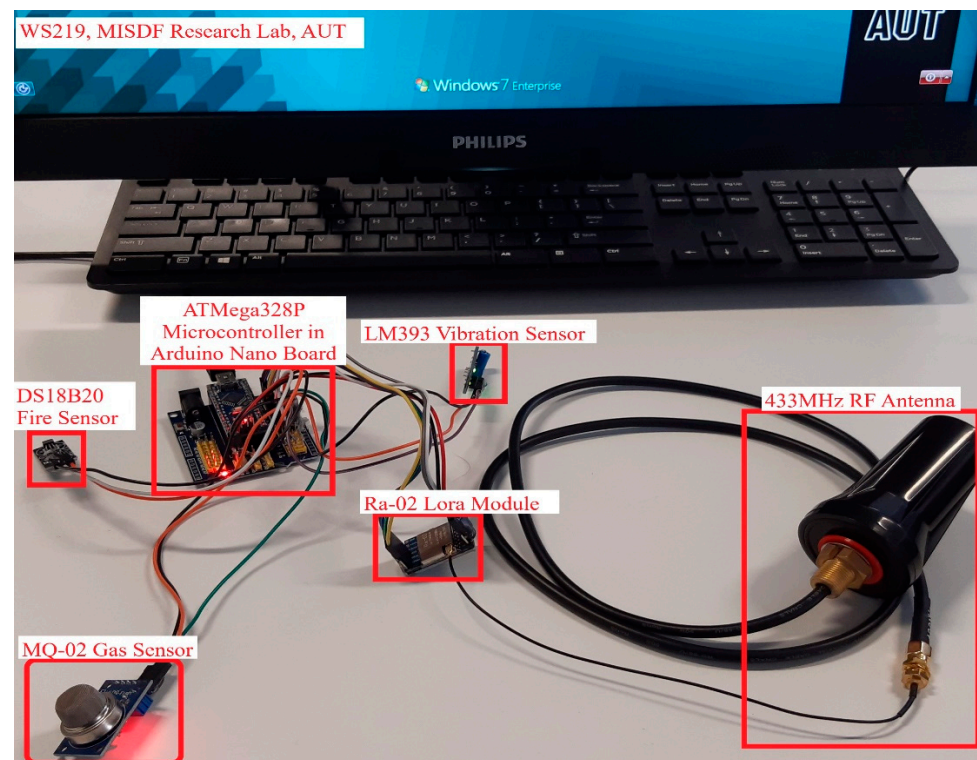 WS219, MISDF Research Lab, AUT
AUT
Windows 7 Enterprise
PHILIPS
ATMega328P
Microcontroller in
Arduino Nano Board
LM393 Vibration Sensor
DS18B20
Fire Sensor
433MHz RF Antenna
Ra-02 Lora Module
MQ-02 Gas Sensor